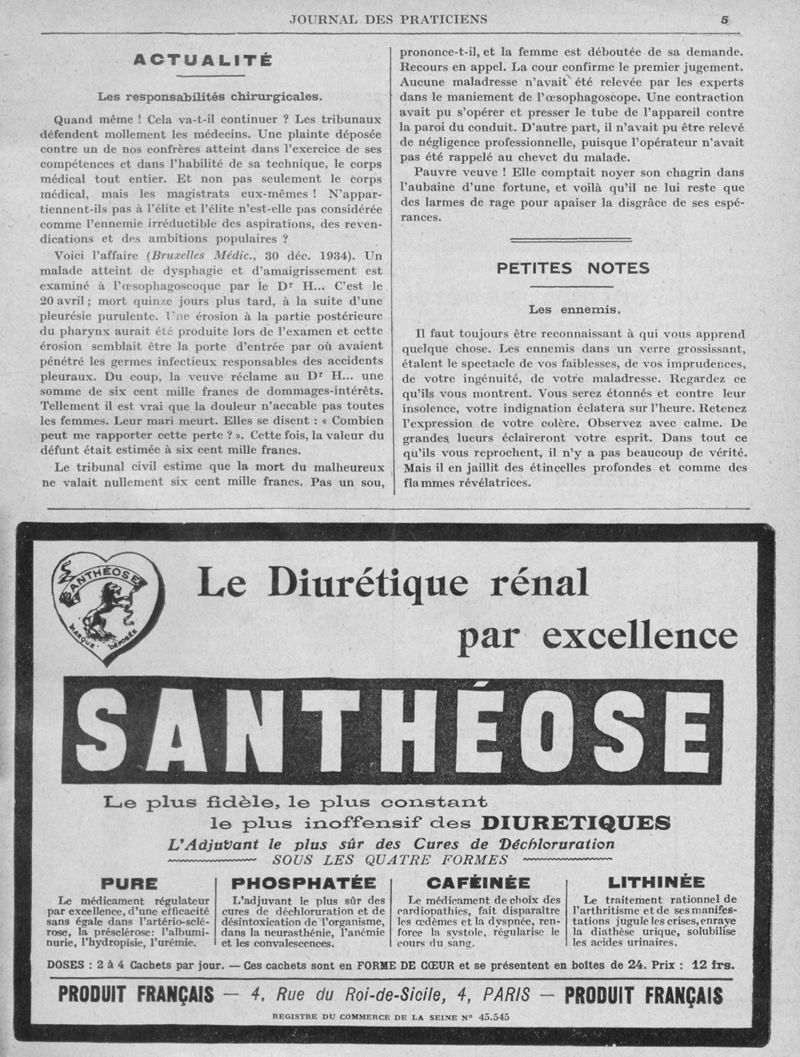 JOURNAL DES PRATICIENS
5
ACTUALITÉ
Les responsabilités chirurgicales.
Quand même ! Cela va-t-il continuer ? Les tribunaux
défendent mollement les médecins. Une plainte déposée
contre un de nos confrères atteint dans l'exercice de ses
compétences et dans l'habilité de sa technique, le corps
médical tout entier. Et non pas seulement le corps
médical, mais les magistrats eux-mêmes ! N'appar-
tiennent-ils pas à l'élite et l'élite n'est-elle pas considérée
comme l'ennemie irréductible des aspirations, des reven-
dications et des ambitions populaires ?
Voici l'affaire (Bruxelles Médic., 30 déc. 1934). Un
malade atteint de dysphagie et d'amaigrissement est
examiné à l'œsophagoscoque par le Dr H... C'est le
20 avril ; mort quinze jours plus tard, à la suite d'une
pleurésie purulente. Une érosion à la partie postérieure
du pharynx aurait été produite lors de l'examen et cette
érosion semblait être la porte d'entrée par où avaient
pénétré les germes infectieux responsables des accidents
pleuraux. Du coup, la veuve réclame au Dr H... une
somme de six cent mille francs de dommages-intérêts.
Tellement il est vrai que la douleur n'accable pas toutes
les femmes. Leur mari meurt. Elles se disent : « Combien
peut me rapporter cette perte ? ». Cette fois, la valeur du
défunt était estimée à six cent mille francs.
Le tribunal civil estime que la mort du malheureux
ne valait nullement six cent mille francs. Pas un sou,
prononce-t-il, et la femme est déboutée de sa demande.
Recours en appel. La cour confirme le premier jugement.
Aucune maladresse n'avait été relevée par les experts
dans le maniement de l'œsophagoscope. Une contraction
avait pu s'opérer et presser le tube de l'appareil contre
la paroi du conduit. D'autre part, il n'avait pu être relevé
de négligence professionnelle, puisque l'opérateur n'avait
pas été rappelé au chevet du malade.
Pauvre veuve ! Elle comptait noyer son chagrin dans
l'aubaine d'une fortune, et voilà qu'il ne lui reste que
des larmes de rage pour apaiser la disgrâce de ses espé-
rances.
PETITES NOTES
Les ennemis.
Il faut toujours être reconnaissant à qui vous apprend
quelque chose. Les ennemis dans un verre grossissant,
étalent le spectacle de vos faiblesses, de vos imprudences,
de votre ingénuité, de votre maladresse. Regardez ce
qu'ils vous montrent. Vous serez étonnés et contre leur
insolence, votre indignation éclatera sur l'heure. Retenez
l'expression de votre colère. Observez avec calme. De
grandes lueurs éclaireront votre esprit. Dans tout ce
qu'ils vous reprochent, il n'y a pas beaucoup de vérité.
Mais il en jaillit des étincelles profondes et comme des
flammes révélatrices.
SANTHÉOSE
MARQUE DÉPOSÉE
Le Diurétique rénal
par excellence
SANTHÉOSE
Le plus fidèle, le plus constant
le plus inoffensif des DIURETIQUES
L'Adjuvant le plus sûr des Cures de Déchloruration
SOUS LES QUATRE FORMES
PURE
Le médicament régulateur
par excellence, d'une efficacité
sans égale dans l'artério-sclé-
rose, la présclérose: l'albumi-
nurie, l'hydropisie, l'urémie.
PHOSPHATÉE
L'adjuvant le plus sûr des
cures de déchloruration et de
désintoxication de l'organisme,
dans la neurasthénie, l'anémie
et les convalescences.
CAFÉINÉE
Le médicament de choix des
cardiopathies, fait disparaître
les œdèmes et la dyspnée, ren-
force la systole, régularise le
cours du sang.
LITHINÉE
Le traitement rationnel de
l'arthritisme et de ses manifes-
tations jugule les crises, enraye
la diathèse urique, solubilise
les acides urinaires.
DOSES : 2 à 4 Cachets par jour. — Ces cachets sont en FORME DE CŒUR et se présentent en boîtes de 24. Prix : 12 frs.
PRODUIT FRANÇAIS — 4, Rue du Roi-de-Sicile, 4, PARIS — PRODUIT FRANÇAIS
REGISTRE DU COMMERCE DE LA SEINE N° 45.545